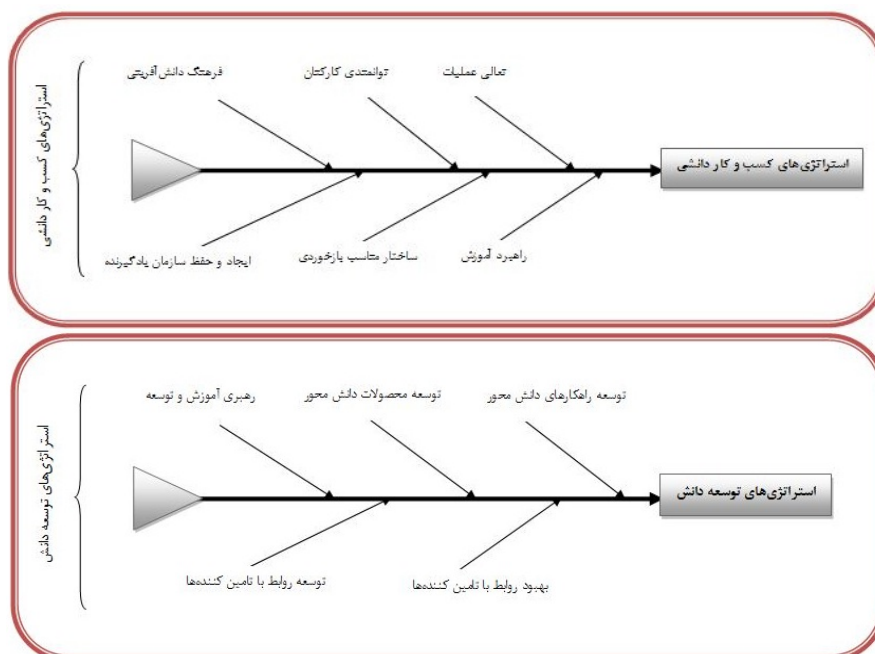 استراتژی‌های کسب و کار دانشی
تعالی عملیات
توانمندی کارکنان
فرهنگ دانش‌آفرینی
استراتژی‌های کسب و کار دانشی
راهبرد آموزش
ساختار مناسب بازخوردی
ایجاد و حفظ سازمان یادگیرنده
استراتژی‌های توسعه دانش
توسعه راهکارهای دانش محور
توسعه محصولات دانش محور
رهبری آموزش و توسعه
استراتژی‌های توسعه دانش
بهبود روابط با تامین کننده‌ها
توسعه روابط با تامین کننده‌ها